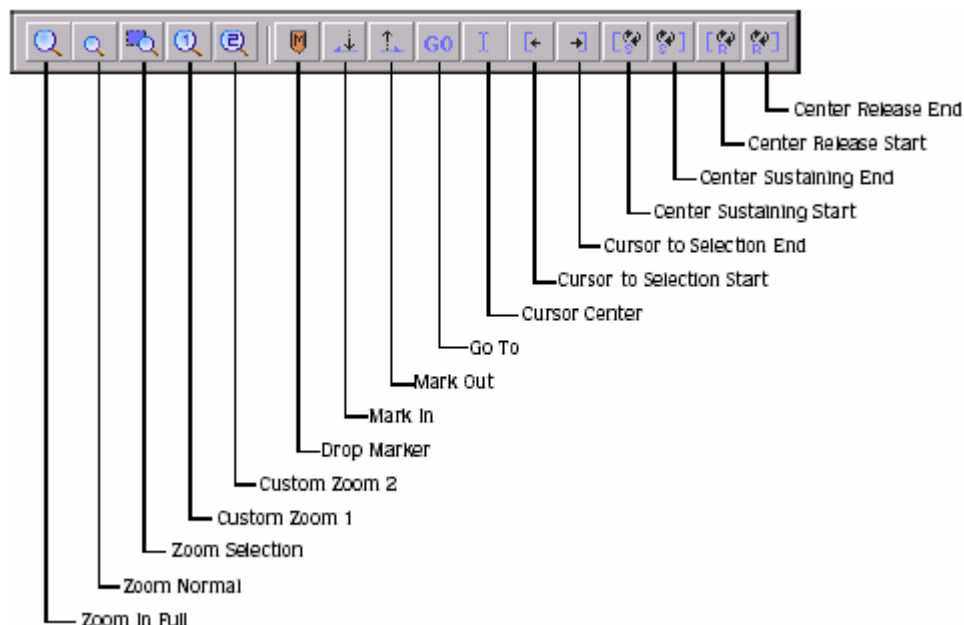 1 2 M GO S S R R
Center Release End
Center Release Start
Center Sustaining End
Center Sustaining Start
Cursor to Selection End
Cursor to Selection Start
Cursor Center
Go To
Mark Out
Mark In
Drop Marker
Custom Zoom 2
Custom Zoom 1
Zoom Selection
Zoom Normal
Zoom In Full